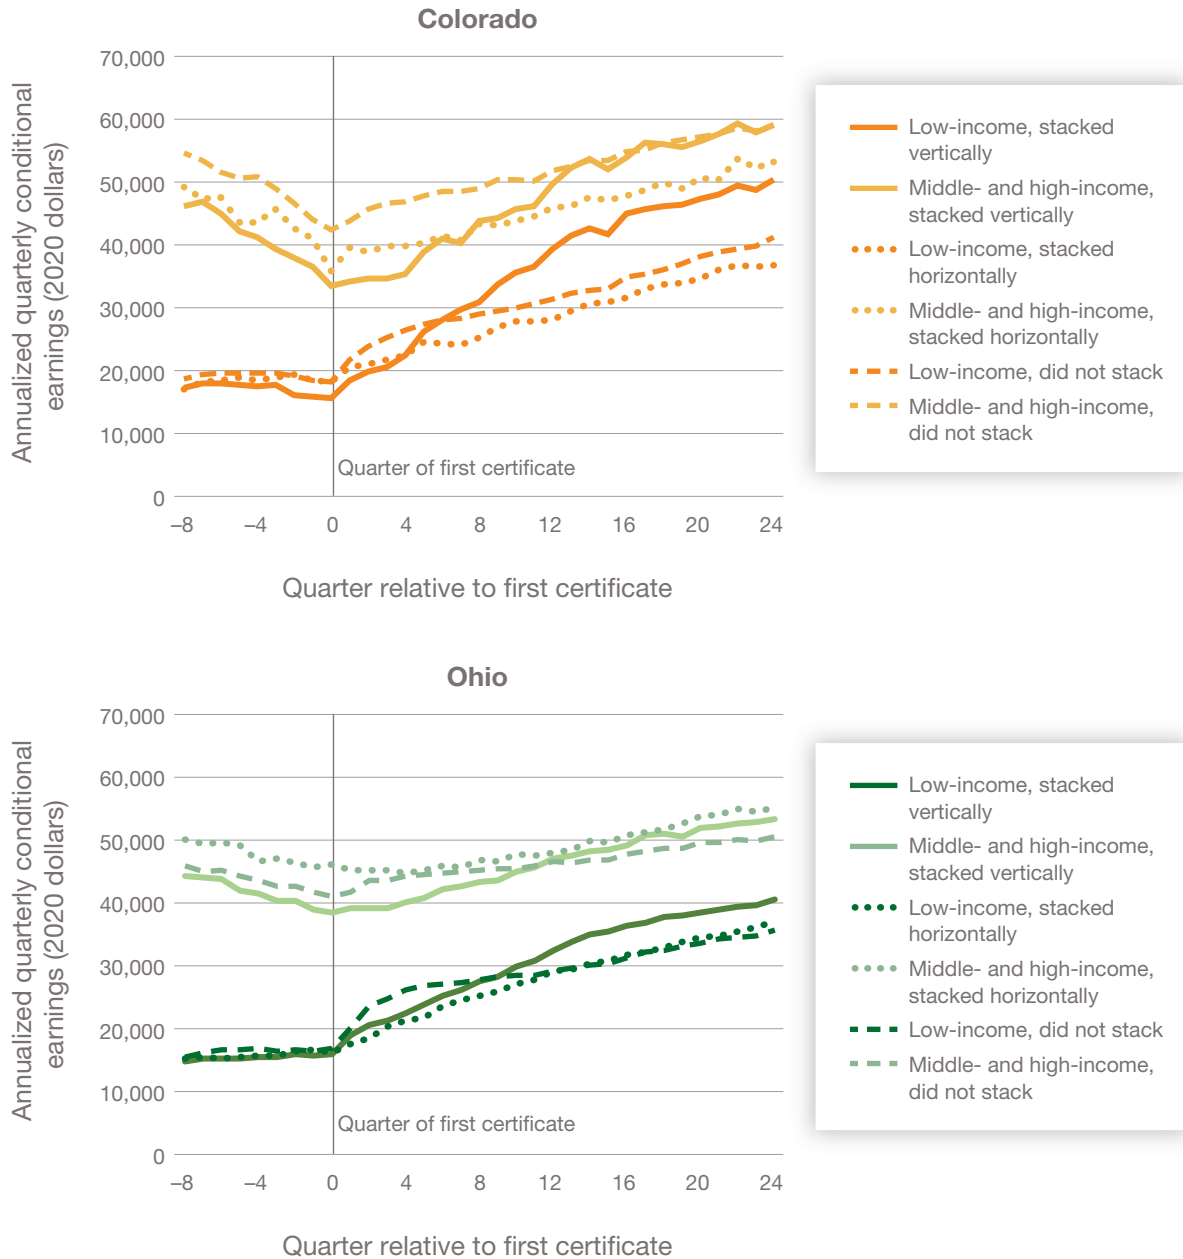 Colorado
Annualized quarterly conditional
earnings (2020 dollars)
70,000
60,000
50,000
40,000
30,000
20,000
10,000
0
Quarter of first certificate
–8 –4 0 4 8 12 16 20 24
Quarter relative to first certificate
Low-income, stacked
vertically
Middle- and high-income,
stacked vertically
Low-income, stacked
horizontally
Middle- and high-income,
stacked horizontally
Low-income, did not stack
Middle- and high-income,
did not stack
Ohio
Annualized quarterly conditional
earnings (2020 dollars)
70,000
60,000
50,000
40,000
30,000
20,000
10,000
0
Quarter of first certificate
–8 –4 0 4 8 12 16 20 24
Quarter relative to first certificate
Low-income, stacked
vertically
Middle- and high-income,
stacked vertically
Low-income, stacked
horizontally
Middle- and high-income,
stacked horizontally
Low-income, did not stack
Middle- and high-income,
did not stack